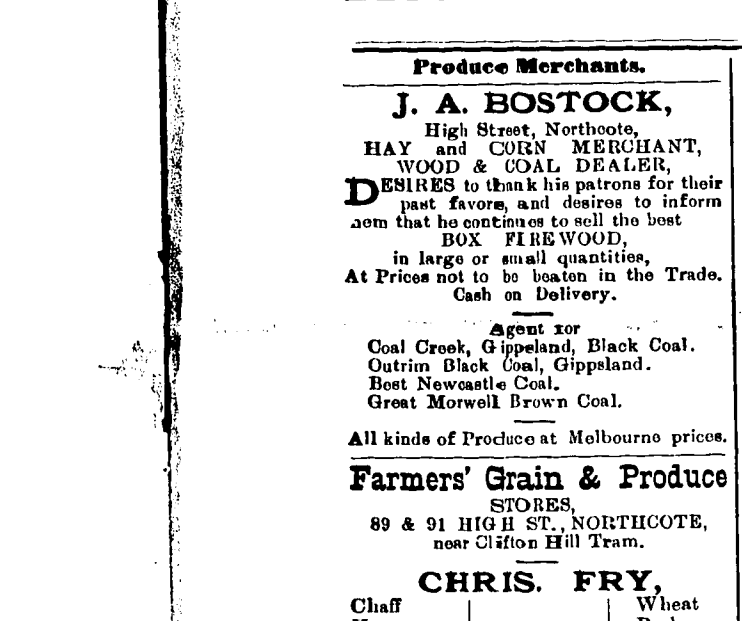 Produce Merchants.
J. A. BOSTOCK,
High Street, Northcote,
HAY and CORN MERCHANT,
WOOD & COAL DEALER,
DESIRES to thank his patrons for their
past favors, and desires to inform
nem that he continues to sell the best
BOX FIREWOOD,
in large or small quantities,
At Prices not to be beaten in the Trade.
Cash on Delivery.
Agent for
Coal Creek, Gippsland, Black Coal.
Outrim Black Coal, Gippsland.
Best Newcastle Coal.
Great Morwell Brown Coal.
All kinds of Produce at Melbourne prices.
Farmers' Grain & Produce
STORES,
89 & 91 HIGH ST., NORTHCOTE,
near Clifton Hill Tram.
CHRIS. FRY,
Chaff
Wheat